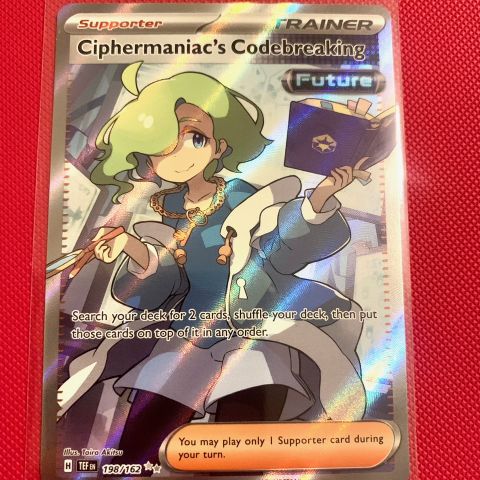 Supporter
TRAINER
Ciphermaniac's Codebreaking
Future
Search your deck for 2 cards, shuffle your deck, then put
those cards on top of it in any order.
You may play only 1 Supporter card during
your turn.
Illus. Taira Akitsu
H TEF EN 198/162